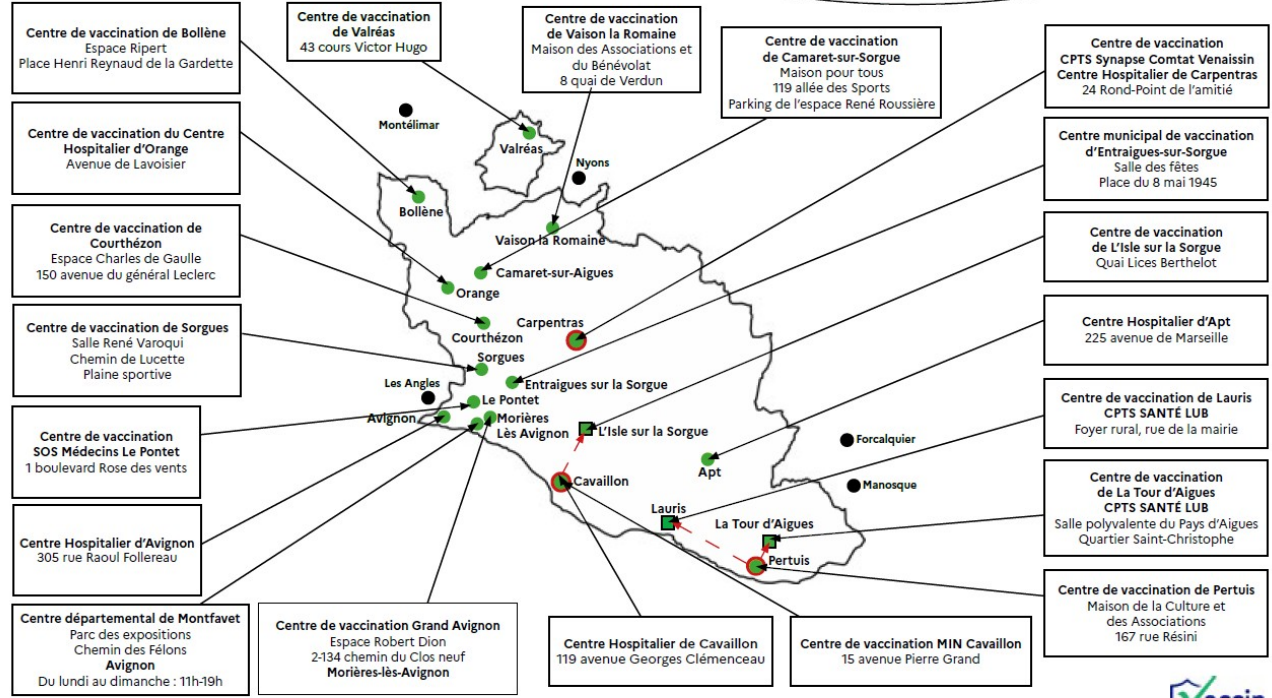 Centre de vaccination de Bollène
Espace Ripert
Place Henri Reynaud de la Gardette
Centre de vaccination
de Valréas
43 cours Victor Hugo
Centre de vaccination
de Vaison la Romaine
Maison des Associations et
du Bénévolat
8 quai de Verdun
Centre de vaccination
de Camaret-sur-Sorgue
Maison pour tous
119 allée des Sports
Parking de l'espace René Roussière
Centre de vaccination
CPTS Synapse Comtat Venaissin
Centre Hospitalier de Carpentras
24 Rond-Point de l'amitié
Centre de vaccination du Centre
Hospitalier d'Orange
Avenue de Lavoisier
Centre municipal de vaccination
d'Entraigues-sur-Sorgue
Salle des fêtes
Place du 8 mai 1945
Centre de vaccination de
Courthézon
Espace Charles de Gaulle
150 avenue du général Leclerc
Centre de vaccination
de L'Isle sur la Sorgue
Quai Lices Berthelot
Centre de vaccination de Sorgues
Salle René Varoqui
Chemin de Lucette
Plaine sportive
Centre Hospitalier d'Apt
225 avenue de Marseille
Centre de vaccination
SOS Médecins Le Pontet
1 boulevard Rose des vents
Centre de vaccination de Lauris
CPTS SANTÉ LUB
Foyer rural, rue de la mairie
Centre Hospitalier d'Avignon
305 rue Raoul Follereau
Centre de vaccination
de La Tour d'Aigues
CPTS SANTÉ LUB
Salle polyvalente du Pays d'Aigues
Quartier Saint-Christophe
Centre départemental de Montfavet
Parc des expositions
Chemin des Félons
Avignon
Du lundi au dimanche : 11h-19h
Centre de vaccination Grand Avignon
Espace Robert Dion
2-134 chemin du Clos neuf
Morières-lès-Avignon
Centre Hospitalier de Cavaillon
119 avenue Georges Clémenceau
Centre de vaccination MIN Cavaillon
15 avenue Pierre Grand
Centre de vaccination de Pertuis
Maison de la Culture et
des Associations
167 rue Résini
Montélimar
Valréas
Nyons
Bollène
Vaison la Romaine
Camaret-sur-Aigues
Orange
Carpentras
Courthézon
Sorgues
Entraigues sur la Sorgue
Les Angles
Le Pontet
Avignon
Morières
Lès Avignon
L'Isle sur la Sorgue
Forcalquier
Apt
Cavaillon
Manosque
Lauris
La Tour d'Aigues
Pertuis